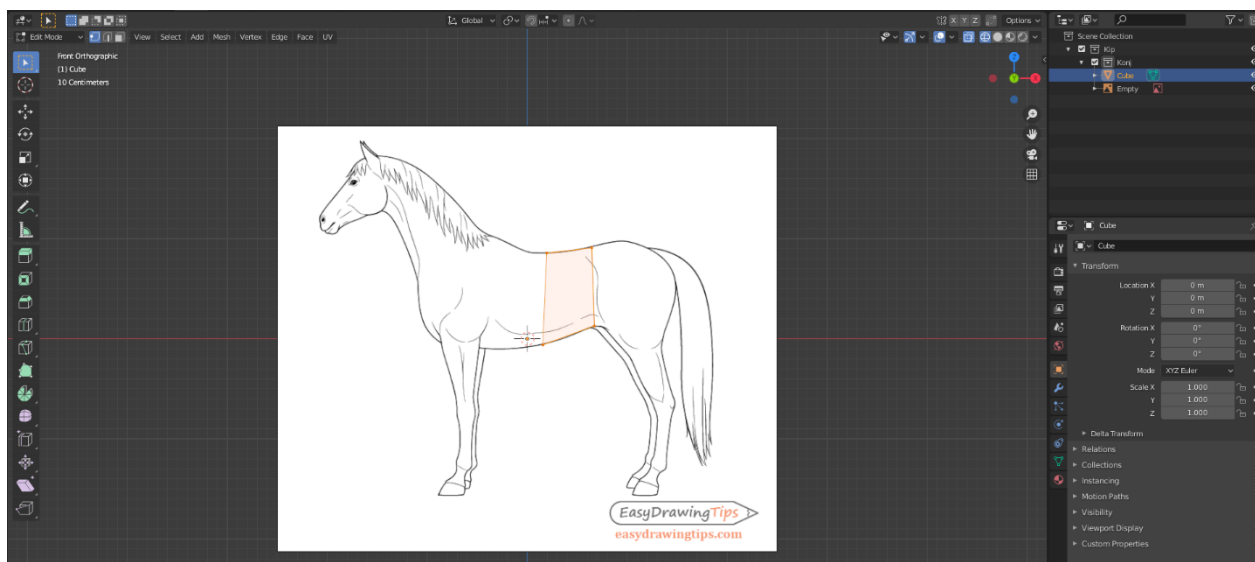 Global
X Y Z
Options
Edit Mode
View Select Add Mesh Vertex Edge Face UV
Front Orthographic
(1) Cube
10 Centimeters
Z
Y
X
EasyDrawingTips
easydrawingtips.com
Scene Collection
Kip
Konj
Cube
Empty
Cube
Cube
Transform
Location X 0 m
Y 0 m
Z 0 m
Rotation X 0°
Y 0°
Z 0°
Mode XYZ Euler
Scale X 1.000
Y 1.000
Z 1.000
Delta Transform
Relations
Collections
Instancing
Motion Paths
Visibility
Viewport Display
Custom Properties